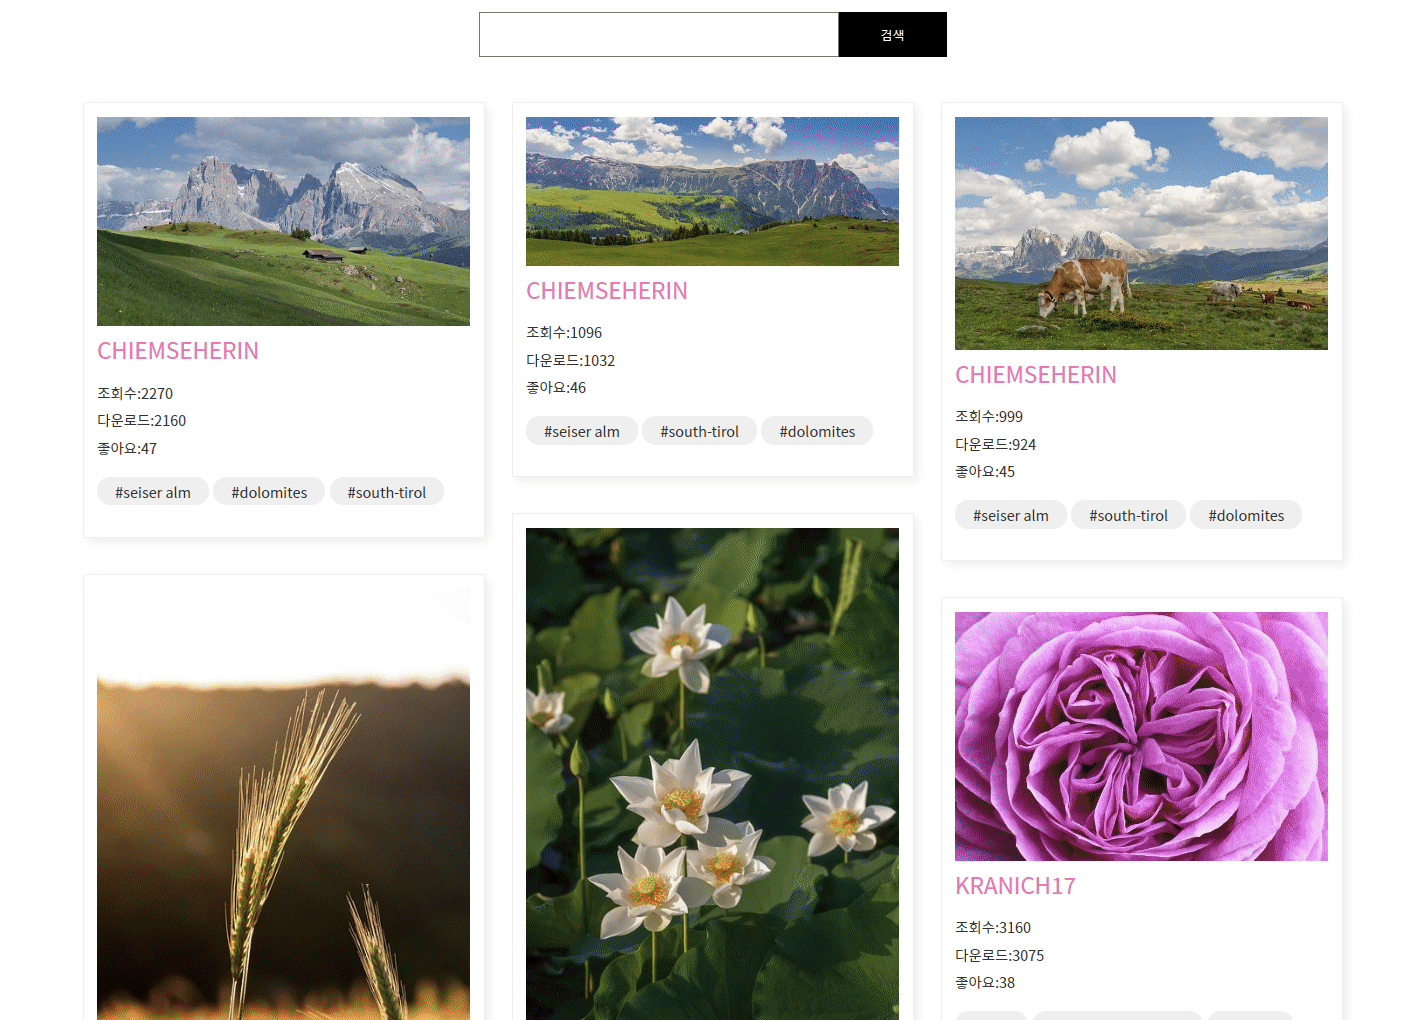 검색
CHIEMSEHERIN
조회수:2270
다운로드:2160
좋아요:47
#seiser alm #dolomites #south-tirol
CHIEMSEHERIN
조회수:1096
다운로드:1032
좋아요:46
#seiser alm #south-tirol #dolomites
CHIEMSEHERIN
조회수:999
다운로드:924
좋아요:45
#seiser alm #south-tirol #dolomites
KRANICH17
조회수:3160
다운로드:3075
좋아요:38